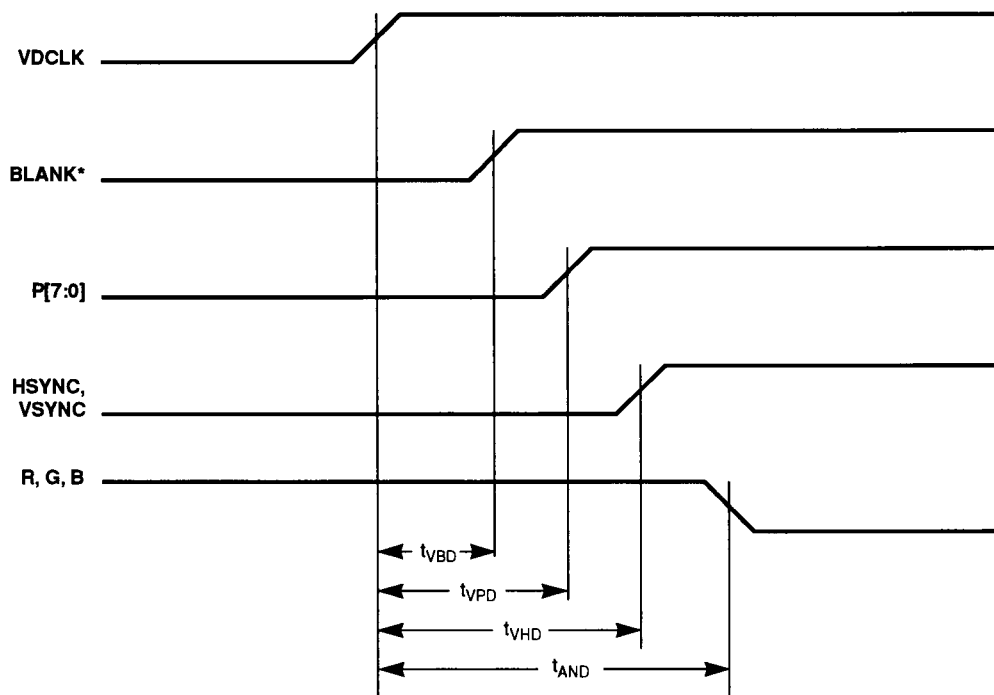 VDCLK
BLANK*
P[7:0]
HSYNC,
VSYNC
R, G, B
tVBD
tVPD
tVHD
tAND